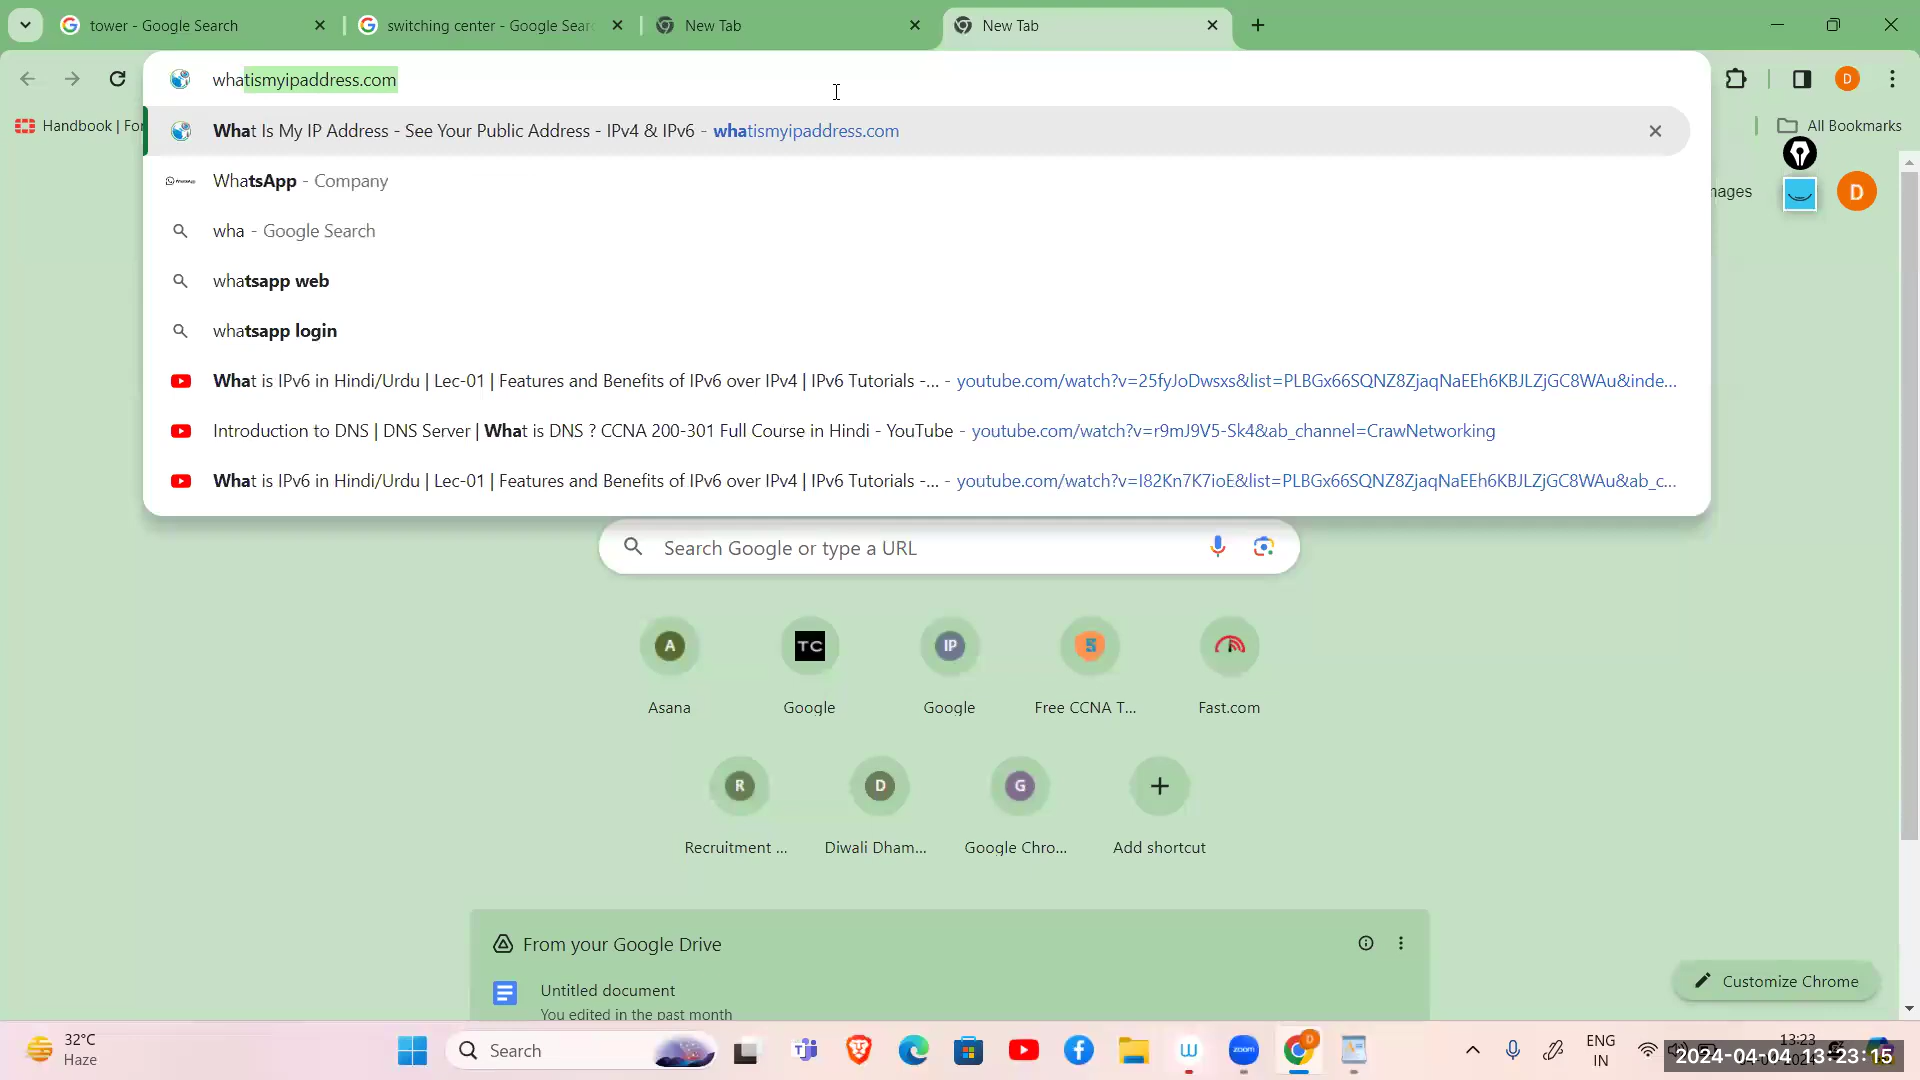 tower - Google Search
switching center - Google Sear
New Tab
New Tab
whatismyipaddress.com
D
Handbook | For
All Bookmarks
What Is My IP Address - See Your Public Address - IPv4 & IPv6 - whatismyipaddress.com
WhatsApp - Company
mages
D
wha - Google Search
whatsapp web
whatsapp login
What is IPv6 in Hindi/Urdu | Lec-01 | Features and Benefits of IPv6 over IPv4 | IPv6 Tutorials -... - youtube.com/watch?v=25fyJoDwsxs&list=PLBGx66SQNZ8ZjaqNaEEh6KBJLZjGC8WAu&inde...
Introduction to DNS | DNS Server | What is DNS ? CCNA 200-301 Full Course in Hindi - YouTube - youtube.com/watch?v=r9mJ9V5-Sk4&ab_channel=CrawNetworking
What is IPv6 in Hindi/Urdu | Lec-01 | Features and Benefits of IPv6 over IPv4 | IPv6 Tutorials -... - youtube.com/watch?v=I82Kn7K7ioE&list=PLBGx66SQNZ8ZjaqNaEEh6KBJLZjGC8WAu&ab_c...
Search Google or type a URL
A TC IP 5
Asana Google Google Free CCNA T... Fast.com
R D G
Recruitment ... Diwali Dham... Google Chro... Add shortcut
From your Google Drive
Untitled document
You edited in the past month
Customize Chrome
32°C
Haze
Search
zoom
ENG
IN
13:23
2024-04-04 13:23:15